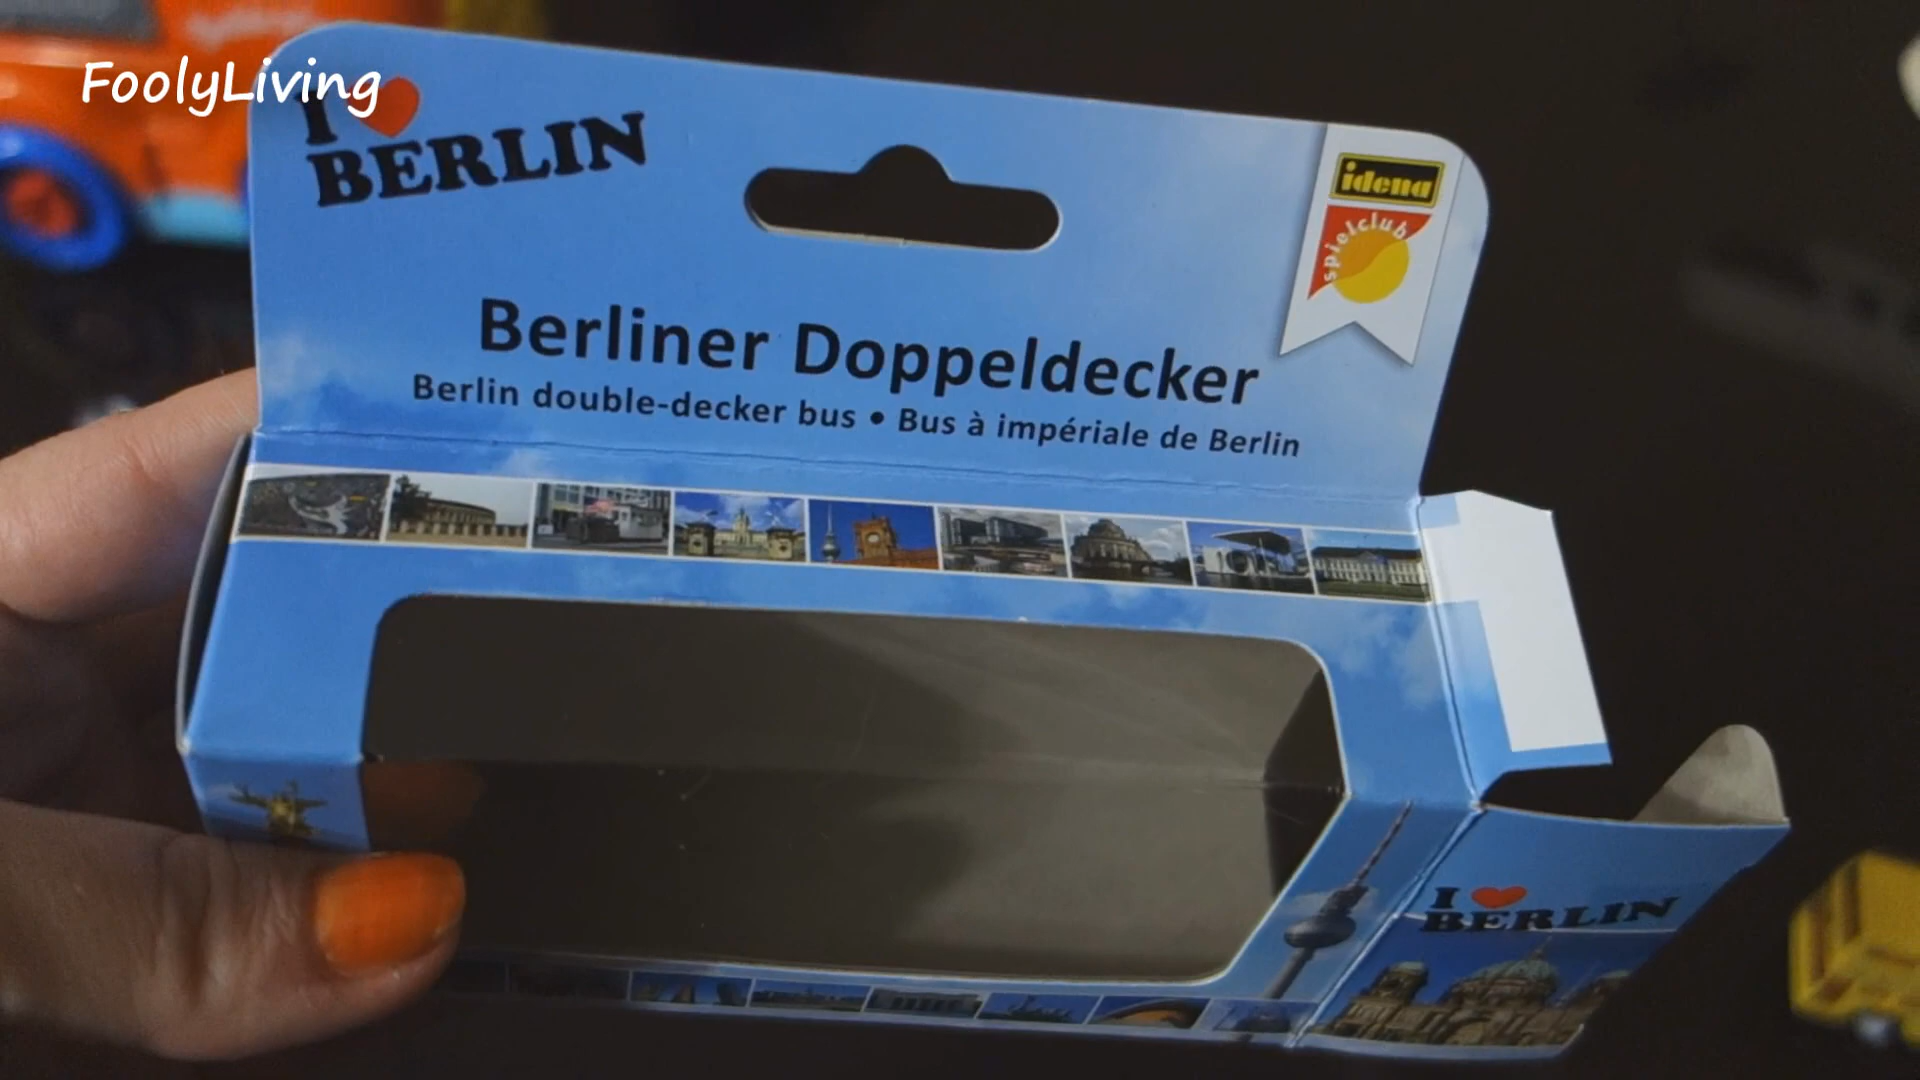 FoolyLiving
I
BERLIN
idena
spielclub
Berliner Doppeldecker
Berlin double-decker bus • Bus à impériale de Berlin
I
BERLIN